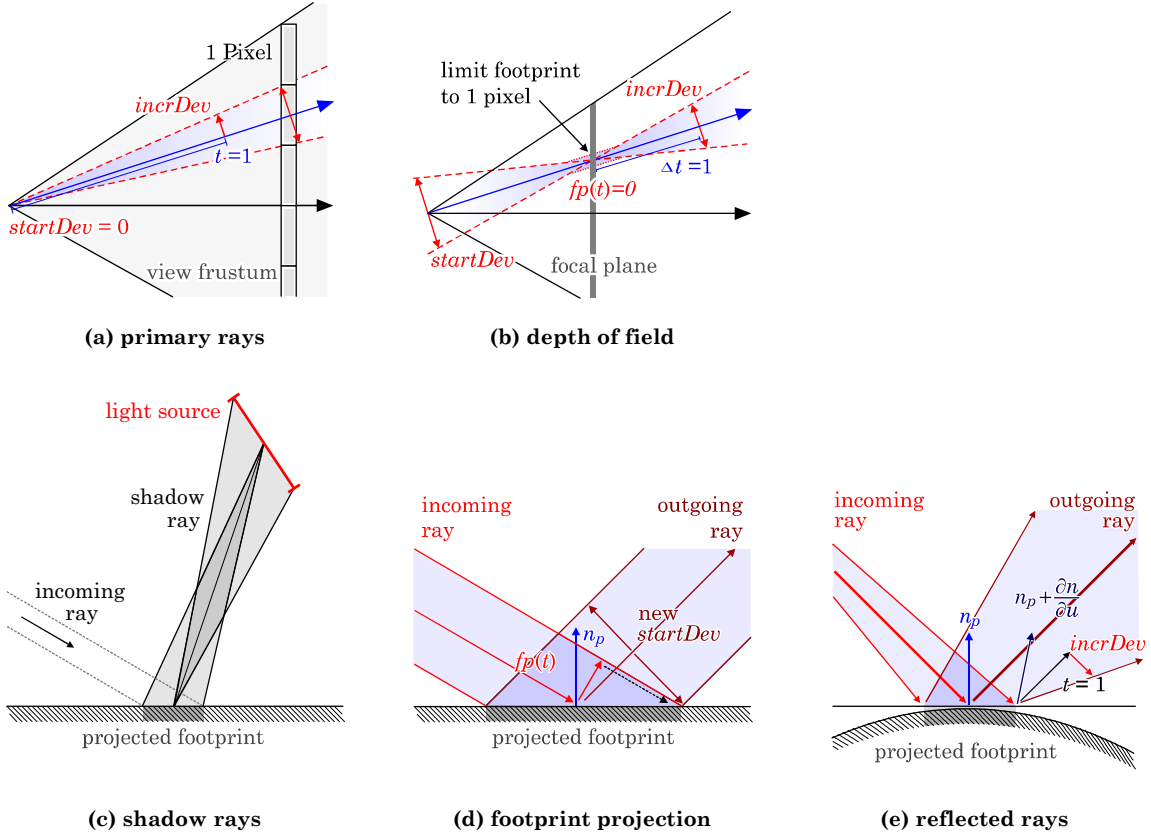 1 Pixel
incrDev
t=1
startDev = 0
view frustum
(a) primary rays
limit footprint
to 1 pixel
incrDev
Δt=1
fp(t)=0
startDev
focal plane
(b) depth of field
light source
shadow
ray
incoming
ray
projected footprint
(c) shadow rays
incoming
ray
outgoing
ray
new
startDev
n_p
fp(t)
projected footprint
(d) footprint projection
incoming
ray
outgoing
ray
n_p + ∂n/∂u
n_p
incrDev
t = 1
projected footprint
(e) reflected rays